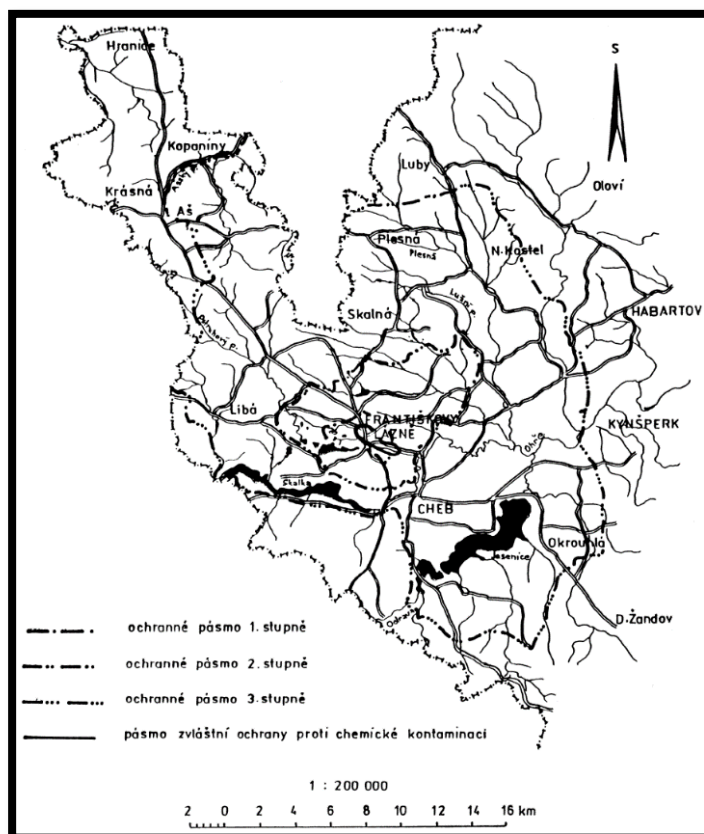 Hranice
S
Kopaniny
Luby
Oloví
Krásná
Aš
Plesná
Plesná
N. Kostel
Lužní p.
Skalná
HABARTOV
Libá
FRANTIŠKOVY
LÁZNĚ
KYNŠPERK
Ohře
Skalka
CHEB
Okrouhlá
Jesenice
D. Žandov
Odrava
ochranné pásmo 1. stupně
ochranné pásmo 2. stupně
ochranné pásmo 3. stupně
pásmo zvláštní ochrany proti chemické kontaminaci
1 : 200 000
2 0 2 4 6 8 10 12 14 16 km